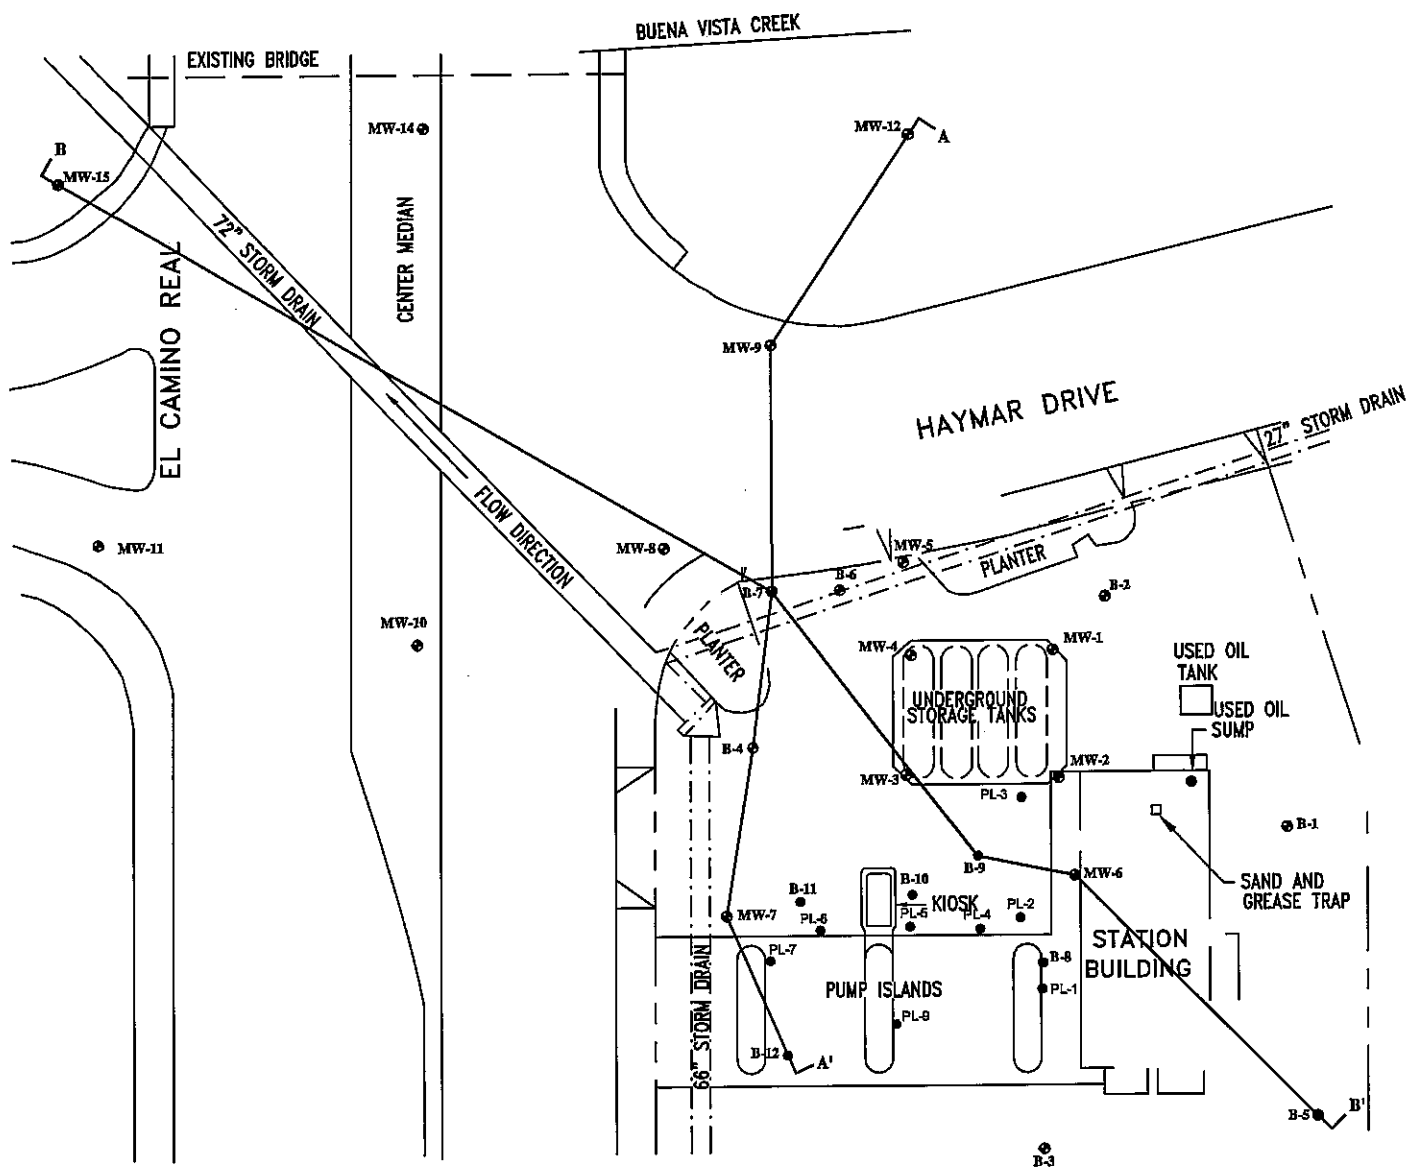 BUENA VISTA CREEK
EXISTING BRIDGE
MW-14
MW-12
A
B
MW-15
72" STORM DRAIN
CENTER MEDIAN
EL CAMINO REAL
MW-9
HAYMAR DRIVE
27" STORM DRAIN
FLOW DIRECTION
MW-11
MW-8
MW-5
PLANTER
B-6
B-7
B-2
MW-10
PLANTER
MW-4
MW-1
USED OIL
TANK
UNDERGROUND
STORAGE TANKS
USED OIL
SUMP
B-4
MW-3
MW-2
PL-3
B-1
B-9
MW-6
SAND AND
GREASE TRAP
B-11
B-10
KIOSK
MW-7
PL-6
PL-5
PL-4
PL-2
STATION
BUILDING
PL-7
B-8
PUMP ISLANDS
PL-1
PL-9
66" STORM DRAIN
B-12
A'
B-5
B'
B-3